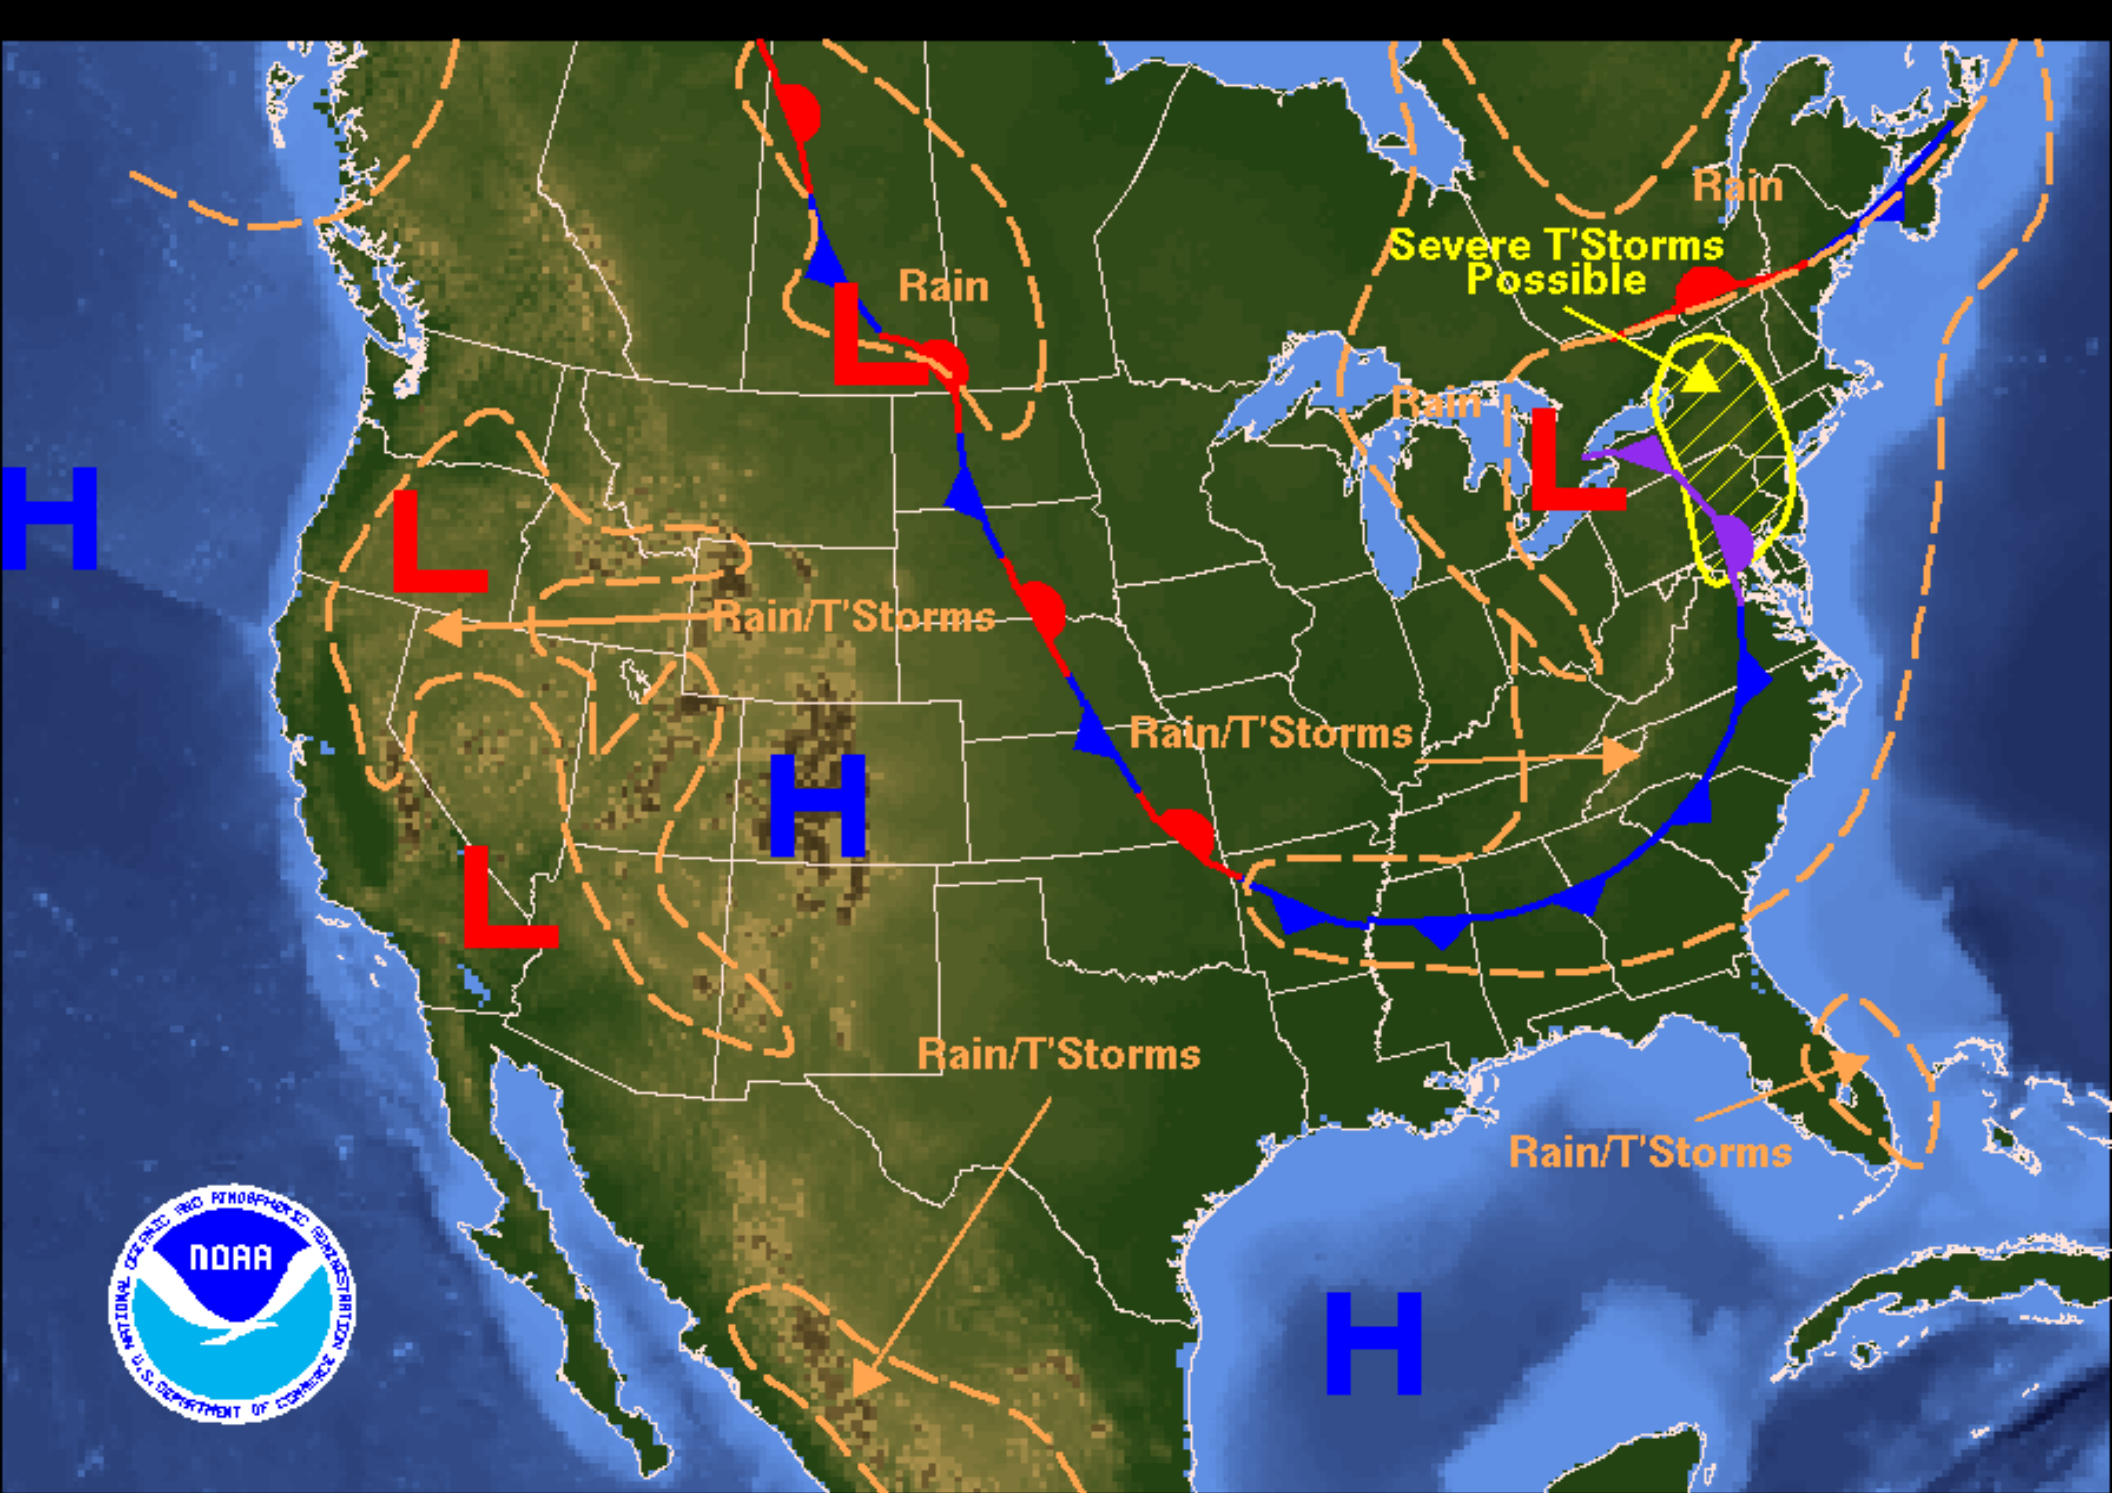 Rain
Severe T'Storms
Possible
Rain
Rain
L
L
H
L
Rain/T'Storms
Rain/T'Storms
H
L
Rain/T'Storms
Rain/T'Storms
H
NATIONAL OCEANIC AND ATMOSPHERIC ADMINISTRATION
NOAA
U.S. DEPARTMENT OF COMMERCE